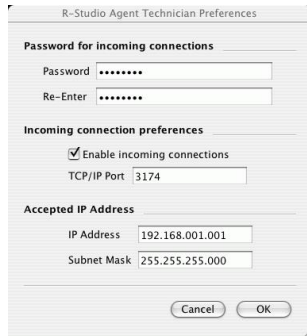 R-Studio Agent Technician Preferences
Password for incoming connections
Password ••••••••
Re-Enter ••••••••
Incoming connection preferences
Enable incoming connections
TCP/IP Port 3174
Accepted IP Address
IP Address 192.168.001.001
Subnet Mask 255.255.255.000
Cancel OK